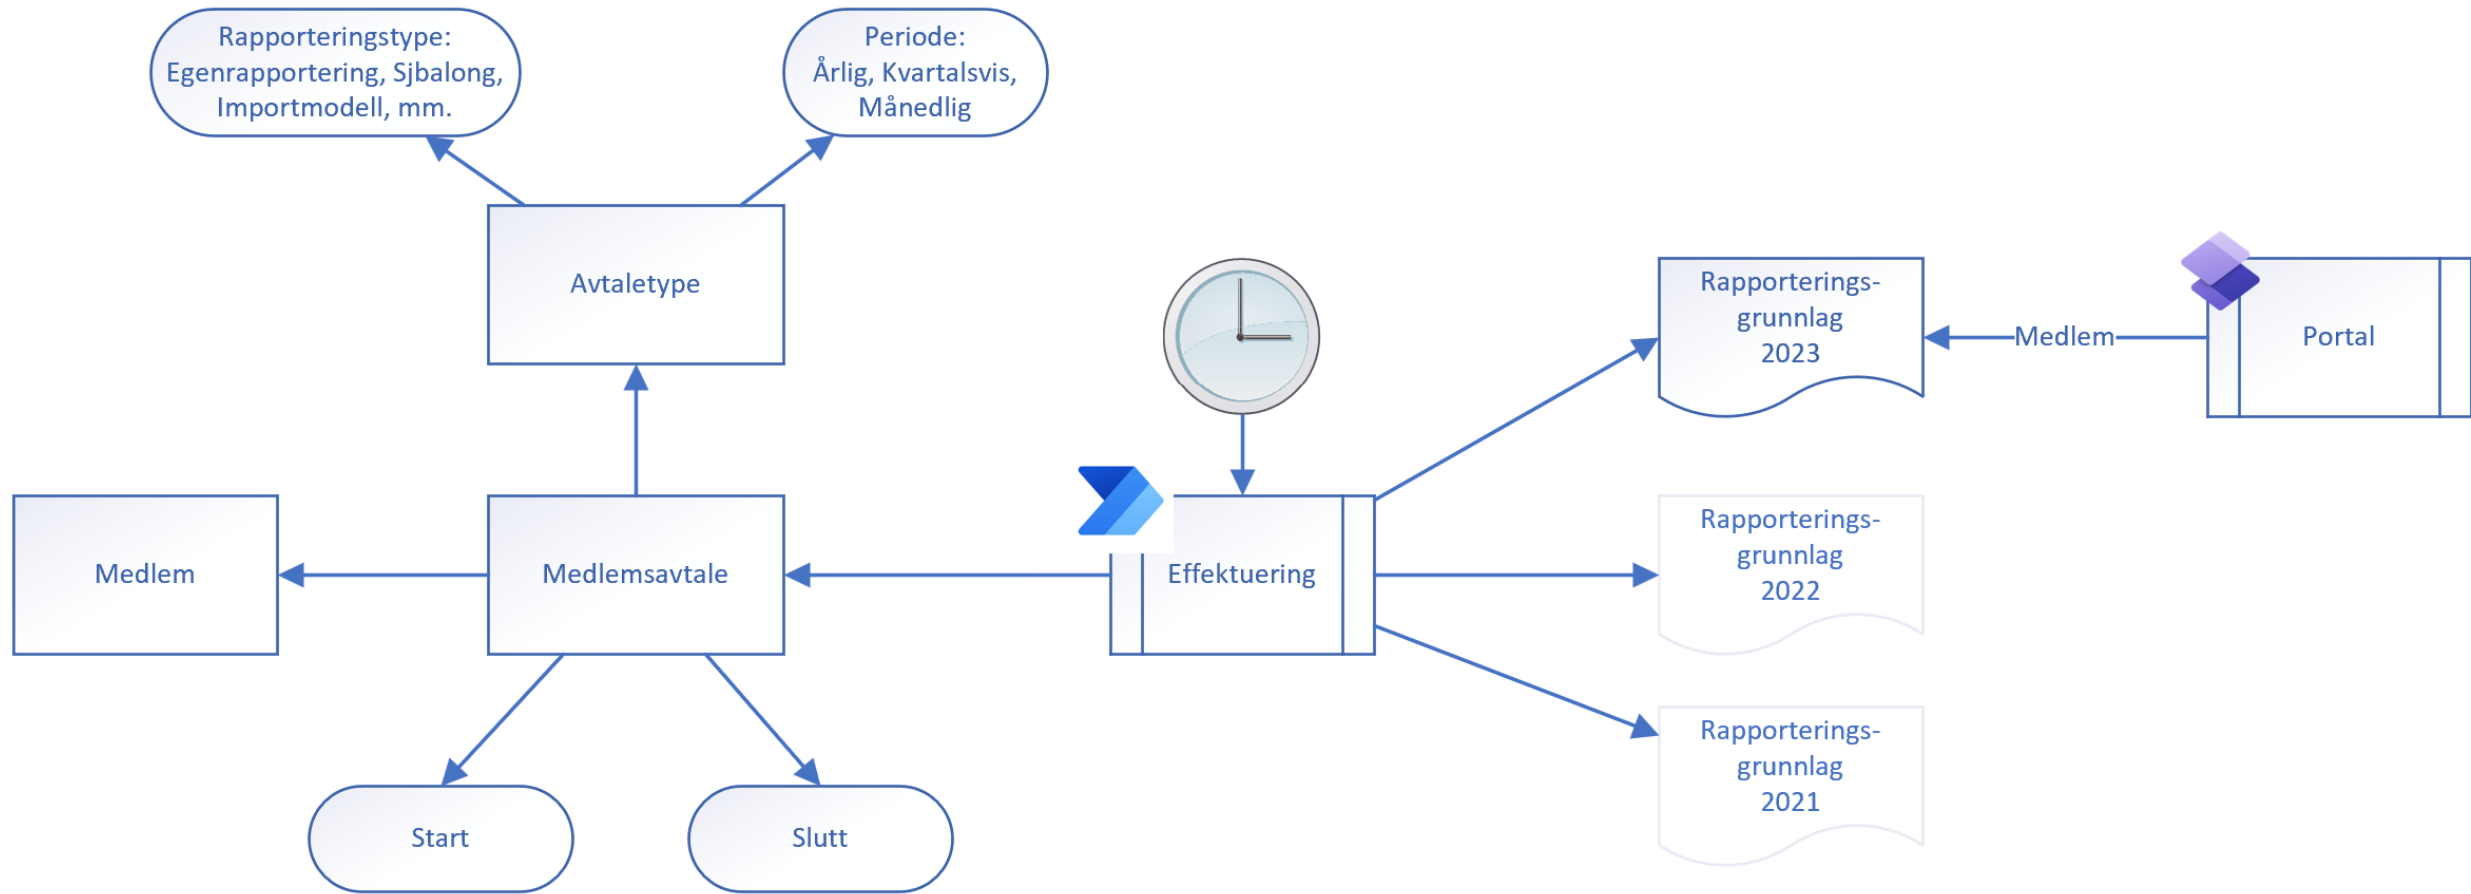 Rapporteringstype:
Egenrapportering, Sjbalong,
Importmodell, mm.
Periode:
Årlig, Kvartalsvis,
Månedlig
Avtaletype
Rapporterings-
grunnlag
2023
Medlem
Portal
Medlem
Medlemsavtale
Effektuering
Rapporterings-
grunnlag
2022
Rapporterings-
grunnlag
2021
Start
Slutt